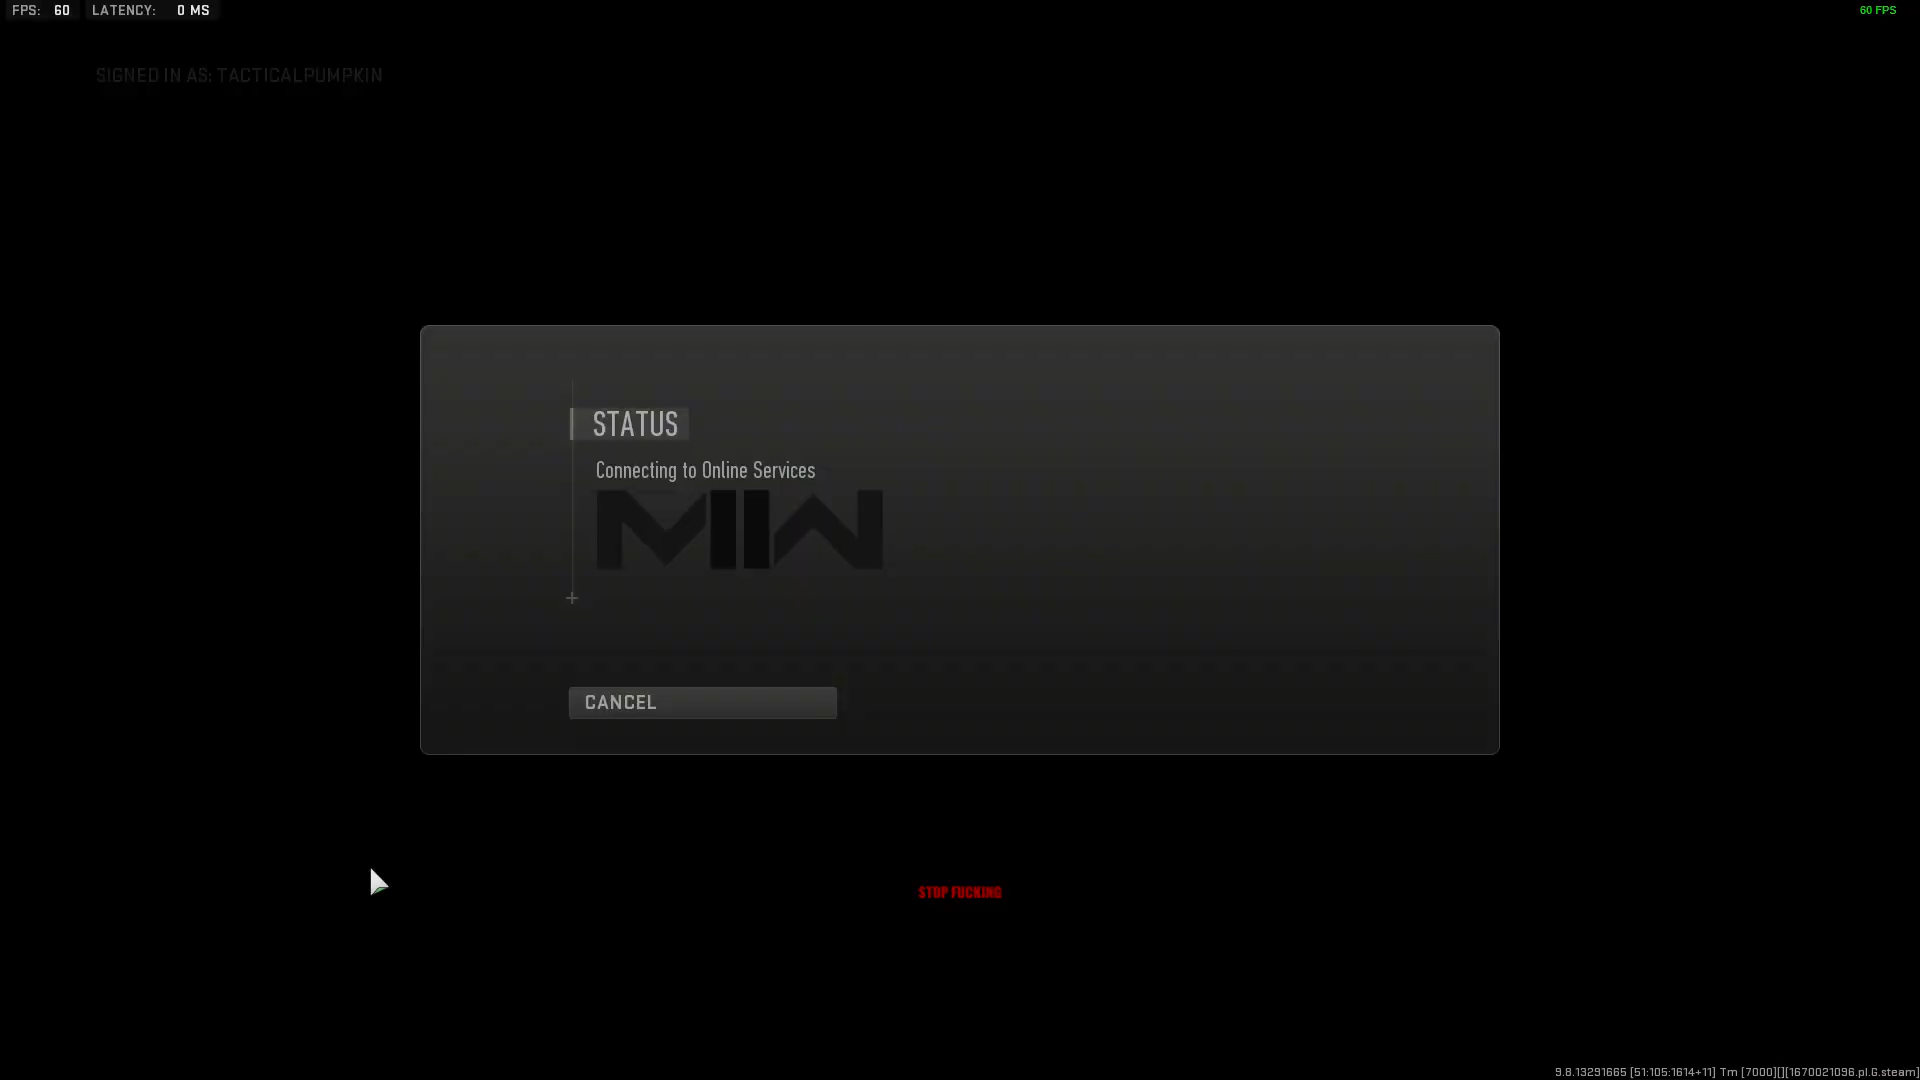 FPS: 60 LATENCY: 0 MS
60 FPS
SIGNED IN AS: TACTICALPUMPKIN
STATUS
Connecting to Online Services
MIIW
CANCEL
STOP FUCKING
9.8.13291665 [51:105:1614+11] Tm [7000][][1670021096.pl.G.steam]